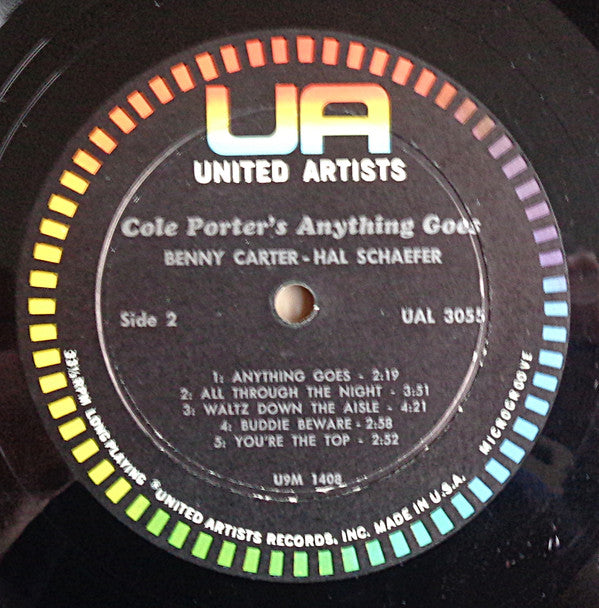 UA
UNITED ARTISTS
Cole Porter's Anything Goes
BENNY CARTER - HAL SCHAEFER
Side 2
UAL 3055
1: ANYTHING GOES - 2:19
2: ALL THROUGH THE NIGHT - 3:51
3: WALTZ DOWN THE AISLE - 4:21
4: BUDDIE BEWARE - 2:58
5: YOU'RE THE TOP - 2:52
U9M 1408
33⅓RPM LONG PLAYING ®UNITED ARTISTS RECORDS, INC. MADE IN U.S.A. MICROGROOVE